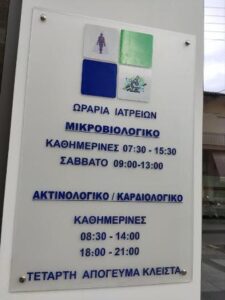 ΩΡΑΡΙΑ ΙΑΤΡΕΙΩΝ
ΜΙΚΡΟΒΙΟΛΟΓΙΚΟ
ΚΑΘΗΜΕΡΙΝΕΣ 07:30 - 15:30
ΣΑΒΒΑΤΟ 09:00-13:00
ΑΚΤΙΝΟΛΟΓΙΚΟ / ΚΑΡΔΙΟΛΟΓΙΚΟ
ΚΑΘΗΜΕΡΙΝΕΣ
08:30 - 14:00
18:00 - 21:00
ΤΕΤΑΡΤΗ ΑΠΟΓΕΥΜΑ ΚΛΕΙΣΤΑ